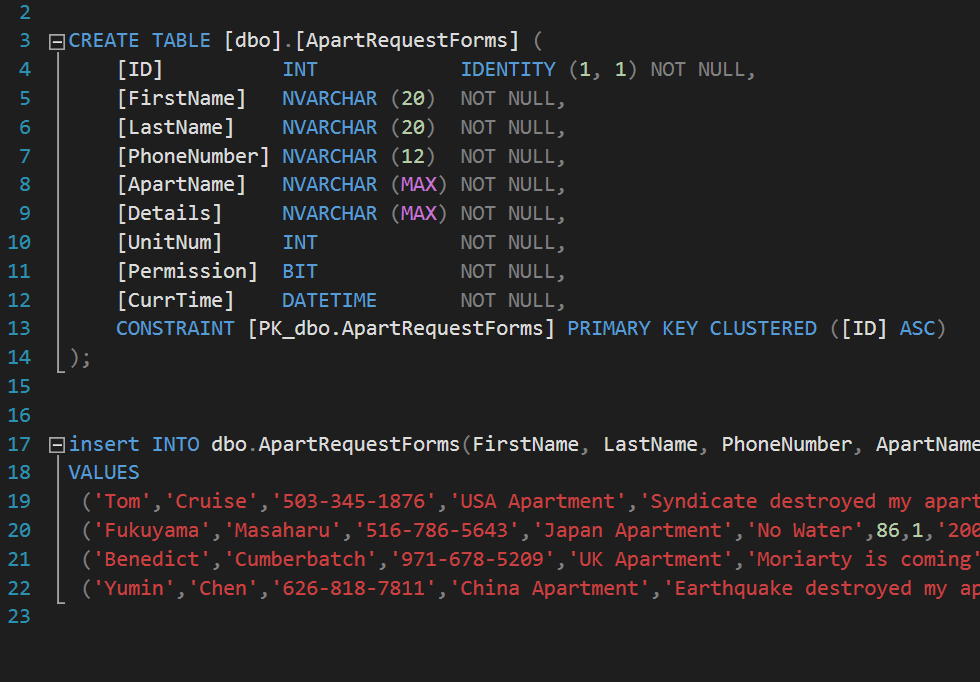 2
3 CREATE TABLE [dbo].[ApartRequestForms] (
4 [ID] INT IDENTITY (1, 1) NOT NULL,
5 [FirstName] NVARCHAR (20) NOT NULL,
6 [LastName] NVARCHAR (20) NOT NULL,
7 [PhoneNumber] NVARCHAR (12) NOT NULL,
8 [ApartName] NVARCHAR (MAX) NOT NULL,
9 [Details] NVARCHAR (MAX) NOT NULL,
10 [UnitNum] INT NOT NULL,
11 [Permission] BIT NOT NULL,
12 [CurrTime] DATETIME NOT NULL,
13 CONSTRAINT [PK_dbo.ApartRequestForms] PRIMARY KEY CLUSTERED ([ID] ASC)
14 );
15
16
17 insert INTO dbo.ApartRequestForms(FirstName, LastName, PhoneNumber, ApartName
18 VALUES
19 ('Tom','Cruise','503-345-1876','USA Apartment','Syndicate destroyed my apart
20 ('Fukuyama','Masaharu','516-786-5643','Japan Apartment','No Water',86,1,'200
21 ('Benedict','Cumberbatch','971-678-5209','UK Apartment','Moriarty is coming'
22 ('Yumin','Chen','626-818-7811','China Apartment','Earthquake destroyed my ap
23